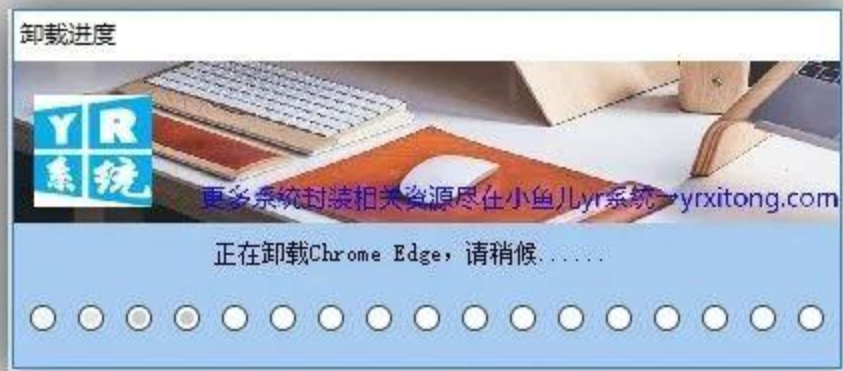 卸载进度
Y R
系 统
更多系统封装相关资源尽在小鱼儿yr系统-yrxitong.com
正在卸载Chrome Edge，请稍候......